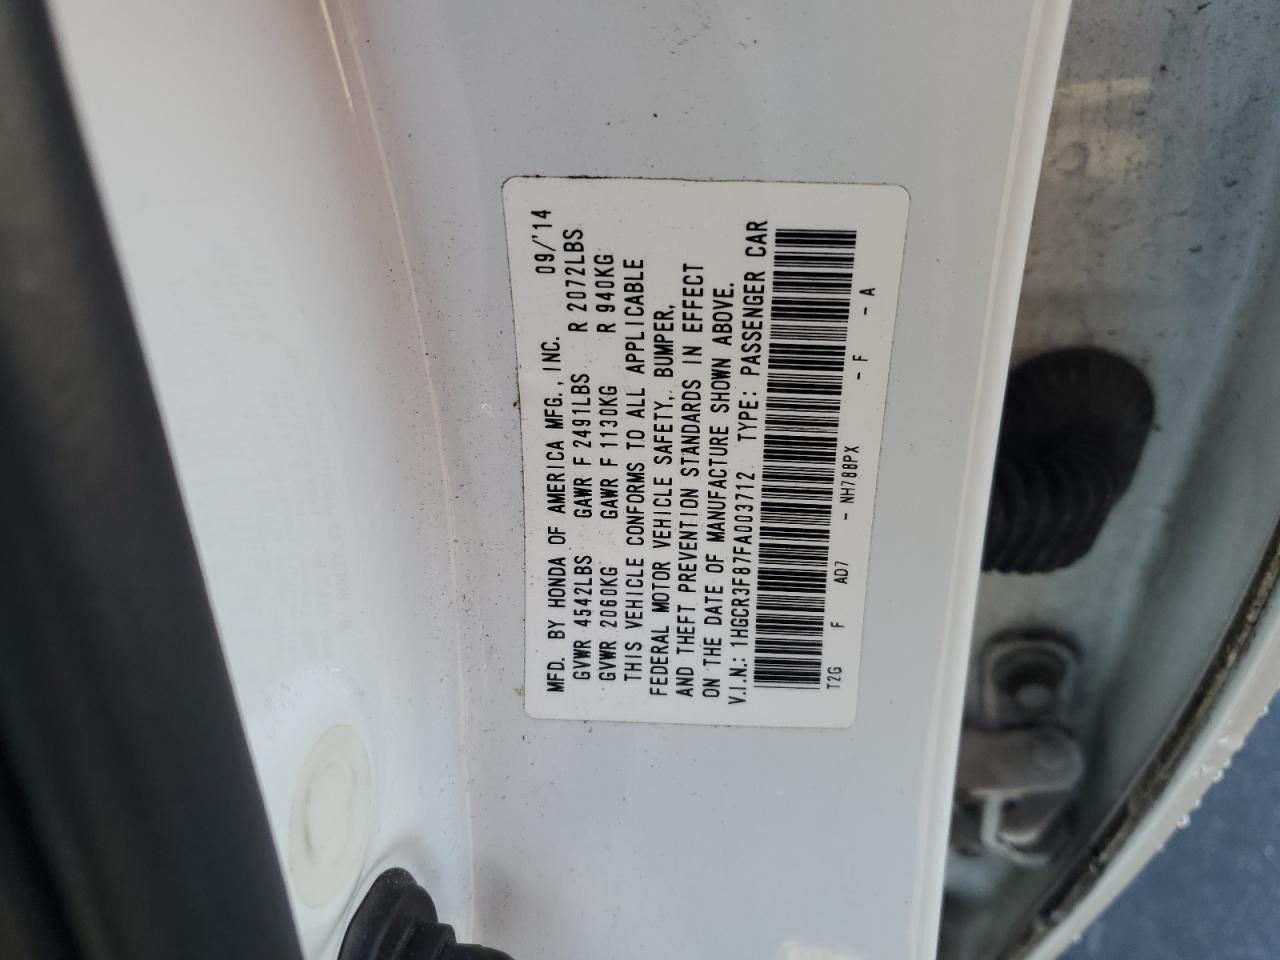 MFD. BY HONDA OF AMERICA MFG., INC. 09/'14
GVWR 4542LBS GAWR F 2491LBS R 2072LBS
GVWR 2060KG GAWR F 1130KG R 940KG
THIS VEHICLE CONFORMS TO ALL APPLICABLE
FEDERAL MOTOR VEHICLE SAFETY, BUMPER,
AND THEFT PREVENTION STANDARDS IN EFFECT
ON THE DATE OF MANUFACTURE SHOWN ABOVE.
V.I.N.: 1HGCR3F87FA003712 TYPE: PASSENGER CAR
T2G F AD7 - NH788PX - F - A